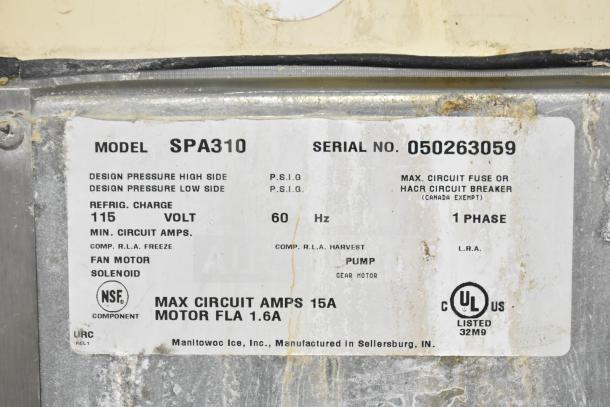 MODEL SPA310 SERIAL NO. 050263059
DESIGN PRESSURE HIGH SIDE P.S.I.G MAX. CIRCUIT FUSE OR
DESIGN PRESSURE LOW SIDE P.S.I.G. HACR CIRCUIT BREAKER
(CANADA EXEMPT)
REFRIG. CHARGE
115 VOLT 60 Hz 1 PHASE
MIN. CIRCUIT AMPS.
COMP. R.L.A. FREEZE COMP. R.L.A. HARVEST L.R.A.
FAN MOTOR PUMP
SOLENOID GEAR MOTOR
NSF®
COMPONENT
MAX CIRCUIT AMPS 15A
MOTOR FLA 1.6A
C UL® US
LISTED
32M9
URC
REL1
Manitowoc Ice, Inc., Manufactured in Sellersburg, IN.